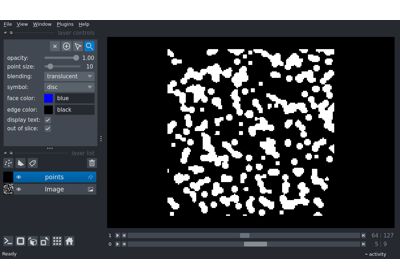 File View Window Plugins Help
layer controls
opacity: 1.00
point size: 10
blending: translucent
symbol: disc
face color: blue
edge color: black
display text:
out of slice:
layer list
points
Image
1 64 127
0 5 9
Ready
activity